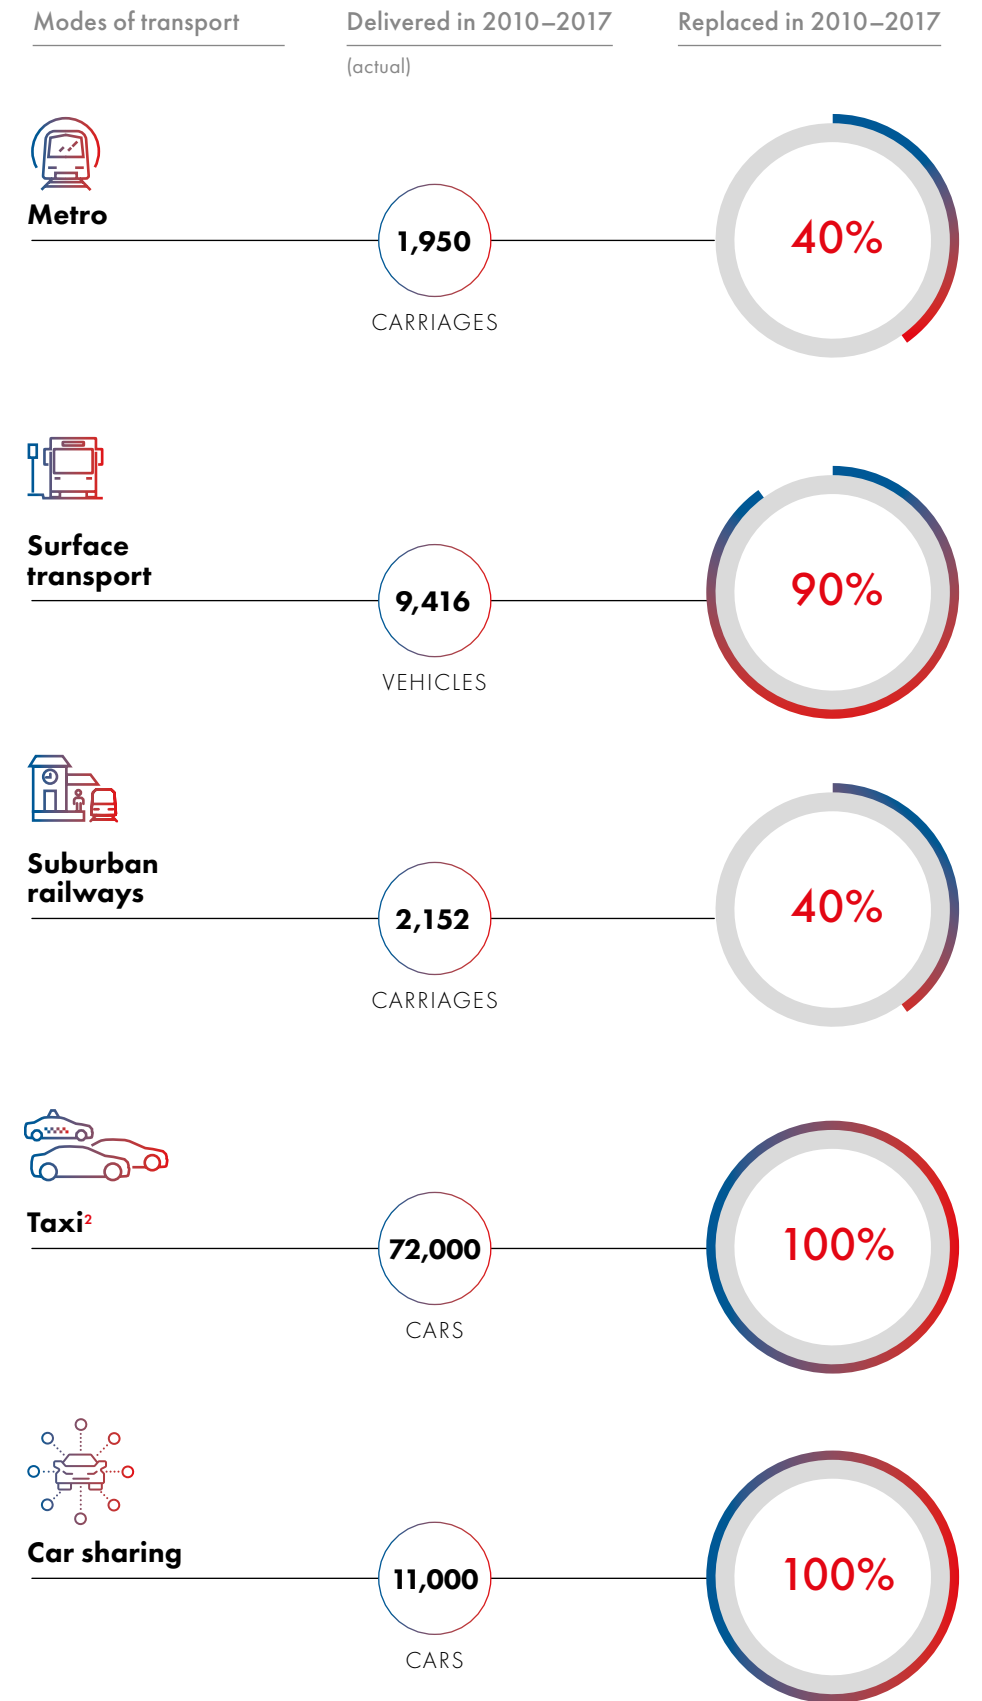 Modes of transport
Delivered in 2010–2017
Replaced in 2010–2017
(actual)
Metro
1,950
40%
CARRIAGES
Surface
transport
9,416
90%
VEHICLES
Suburban
railways
2,152
40%
CARRIAGES
Taxi²
72,000
100%
CARS
Car sharing
11,000
100%
CARS